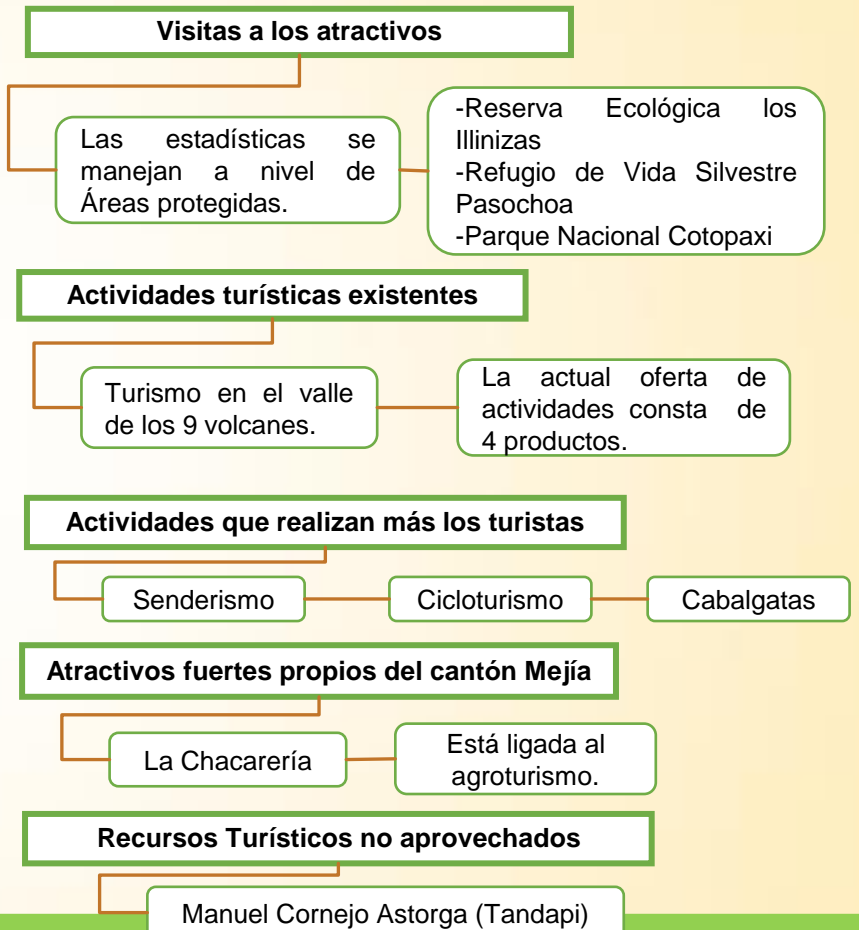 Visitas a los atractivos
Las estadísticas se
manejan a nivel de
Áreas protegidas.
-Reserva Ecológica los
Illinizas
-Refugio de Vida Silvestre
Pasochoa
-Parque Nacional Cotopaxi
Actividades turísticas existentes
Turismo en el valle
de los 9 volcanes.
La actual oferta de
actividades consta de
4 productos.
Actividades que realizan más los turistas
Senderismo
Cicloturismo
Cabalgatas
Atractivos fuertes propios del cantón Mejía
La Chacarería
Está ligada al
agroturismo.
Recursos Turísticos no aprovechados
Manuel Cornejo Astorga (Tandapi)